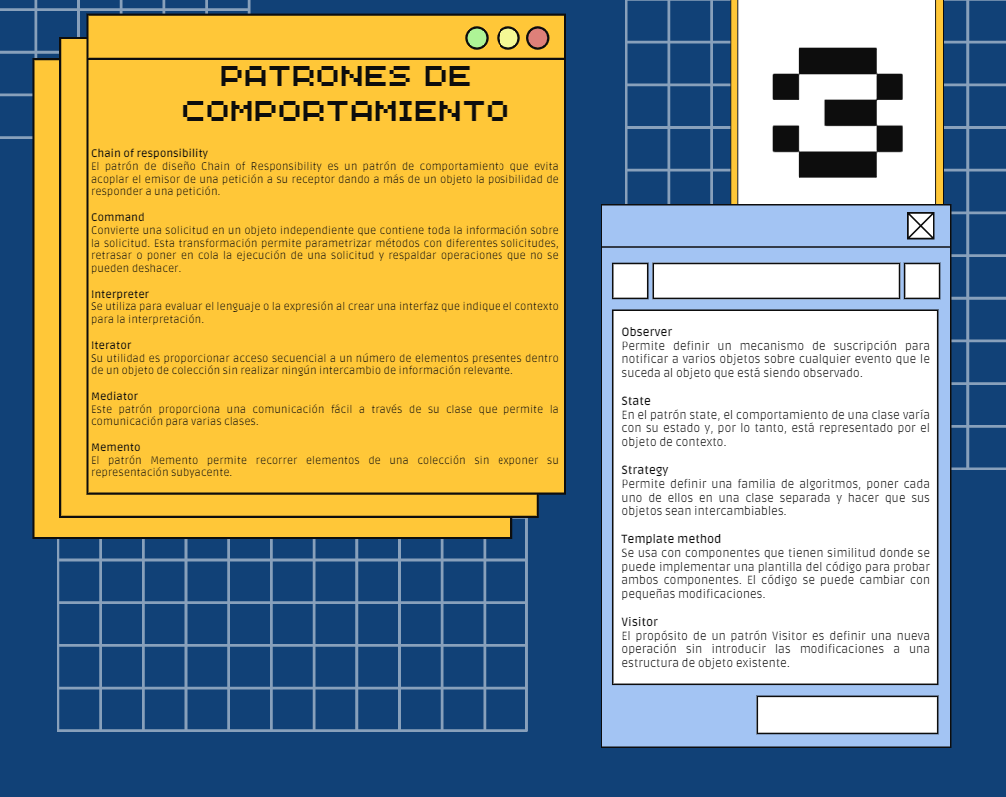 PATRONES DE
COMPORTAMIENTO
Chain of responsibility
El patrón de diseño Chain of Responsibility es un patrón de comportamiento que evita
acoplar el emisor de una petición a su receptor dando a más de un objeto la posibilidad de
responder a una petición.
Command
Convierte una solicitud en un objeto independiente que contiene toda la información sobre
la solicitud. Esta transformación permite parametrizar métodos con diferentes solicitudes,
retrasar o poner en cola la ejecución de una solicitud y respaldar operaciones que no se
pueden deshacer.
Interpreter
Se utiliza para evaluar el lenguaje o la expresión al crear una interfaz que indique el contexto
para la interpretación.
Iterator
Su utilidad es proporcionar acceso secuencial a un número de elementos presentes dentro
de un objeto de colección sin realizar ningún intercambio de información relevante.
Mediator
Este patrón proporciona una comunicación fácil a través de su clase que permite la
comunicación para varias clases.
Memento
El patrón Memento permite recorrer elementos de una colección sin exponer su
representación subyacente.
3
Observer
Permite definir un mecanismo de suscripción para
notificar a varios objetos sobre cualquier evento que le
suceda al objeto que está siendo observado.
State
En el patrón state, el comportamiento de una clase varía
con su estado y, por lo tanto, está representado por el
objeto de contexto.
Strategy
Permite definir una familia de algoritmos, poner cada
uno de ellos en una clase separada y hacer que sus
objetos sean intercambiables.
Template method
Se usa con componentes que tienen similitud donde se
puede implementar una plantilla del código para probar
ambos componentes. El código se puede cambiar con
pequeñas modificaciones.
Visitor
El propósito de un patrón Visitor es definir una nueva
operación sin introducir las modificaciones a una
estructura de objeto existente.